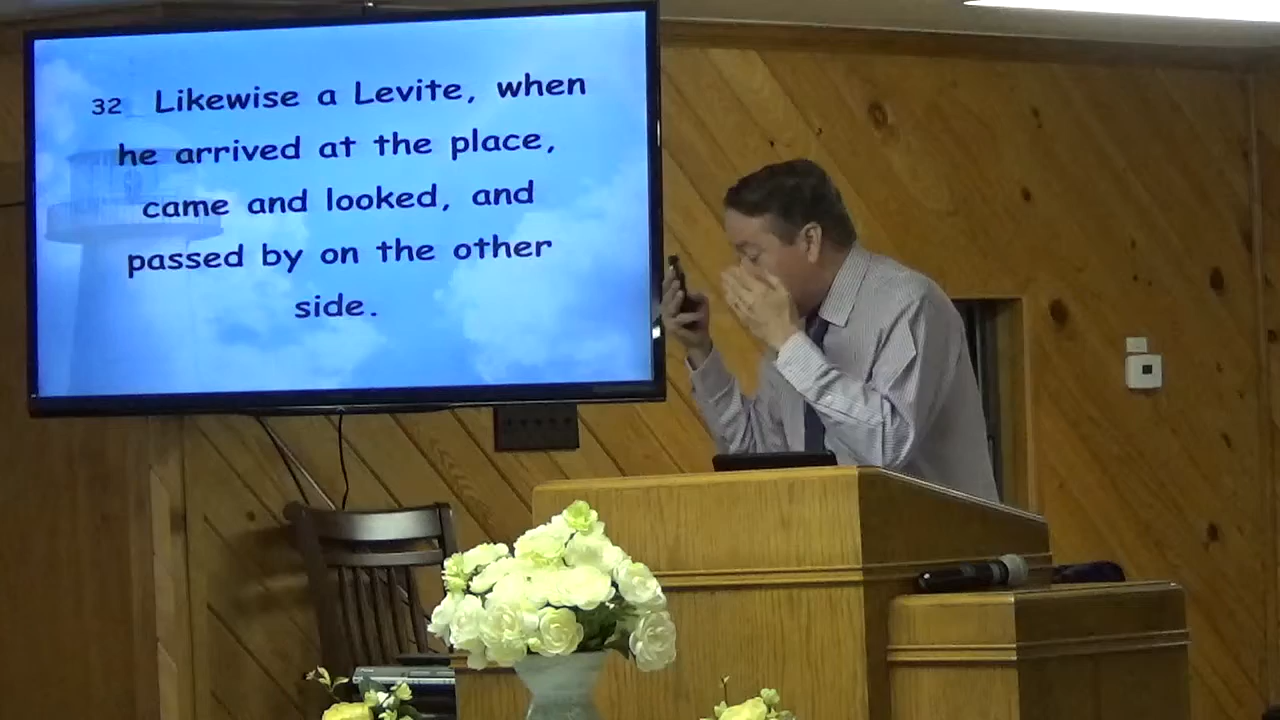 32 Likewise a Levite, when
he arrived at the place,
came and looked, and
passed by on the other
side.